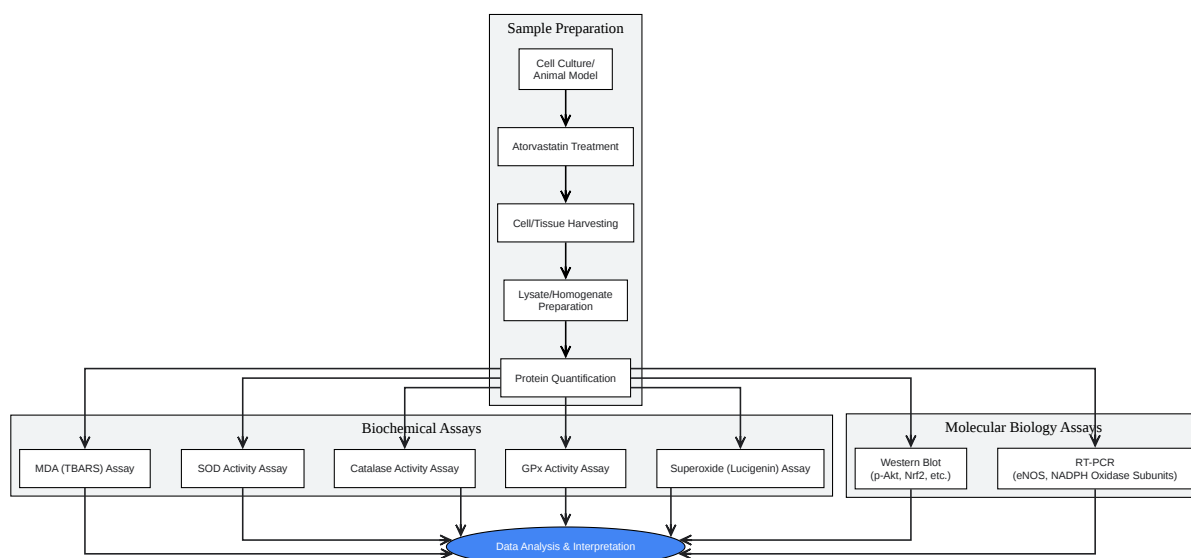 Sample Preparation
Cell Culture/
Animal Model
Atorvastatin Treatment
Cell/Tissue Harvesting
Lysate/Homogenate
Preparation
Protein Quantification
Biochemical Assays
MDA (TBARS) Assay
SOD Activity Assay
Catalase Activity Assay
GPx Activity Assay
Superoxide (Lucigenin) Assay
Molecular Biology Assays
Western Blot
(p-Akt, Nrf2, etc.)
RT-PCR
(eNOS, NADPH Oxidase Subunits)
Data Analysis & Interpretation